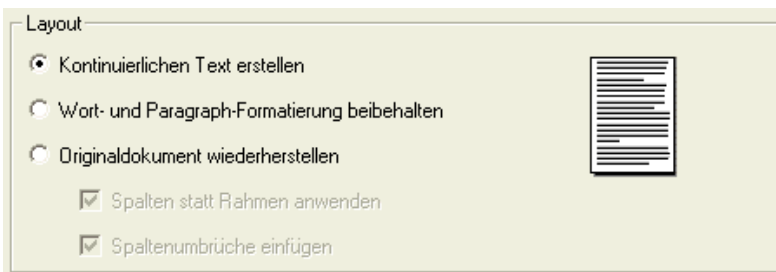 Layout
Kontinuierlichen Text erstellen
Wort- und Paragraph-Formatierung beibehalten
Originaldokument wiederherstellen
Spalten statt Rahmen anwenden
Spaltenumbrüche einfügen